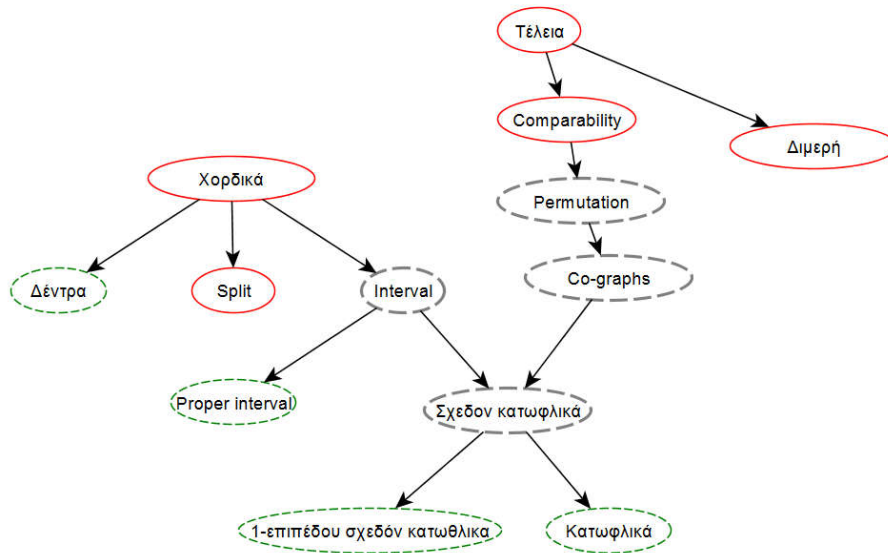 Τέλεια
Comparability
Διμερή
Χορδικά
Permutation
Δέντρα
Split
Interval
Co-graphs
Proper interval
Σχεδον κατωφλικά
1-επιπέδου σχεδόν κατωθλικα
Κατωφλικά